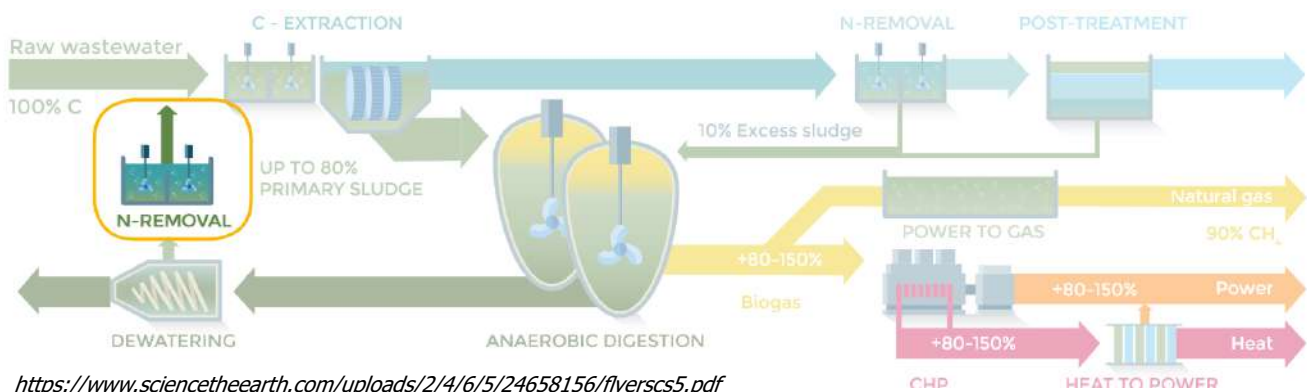 C - EXTRACTION
N-REMOVAL
POST-TREATMENT
Raw wastewater
100% C
10% Excess sludge
UP TO 80%
PRIMARY SLUDGE
N-REMOVAL
Natural gas
POWER TO GAS
90% CH₄
+80-150%
Biogas
+80-150%
Power
DEWATERING
ANAEROBIC DIGESTION
+80-150%
Heat
https://www.sciencetheearth.com/uploads/2/4/6/5/24658156/flyerscs5.pdf
CHP
HEAT TO POWER